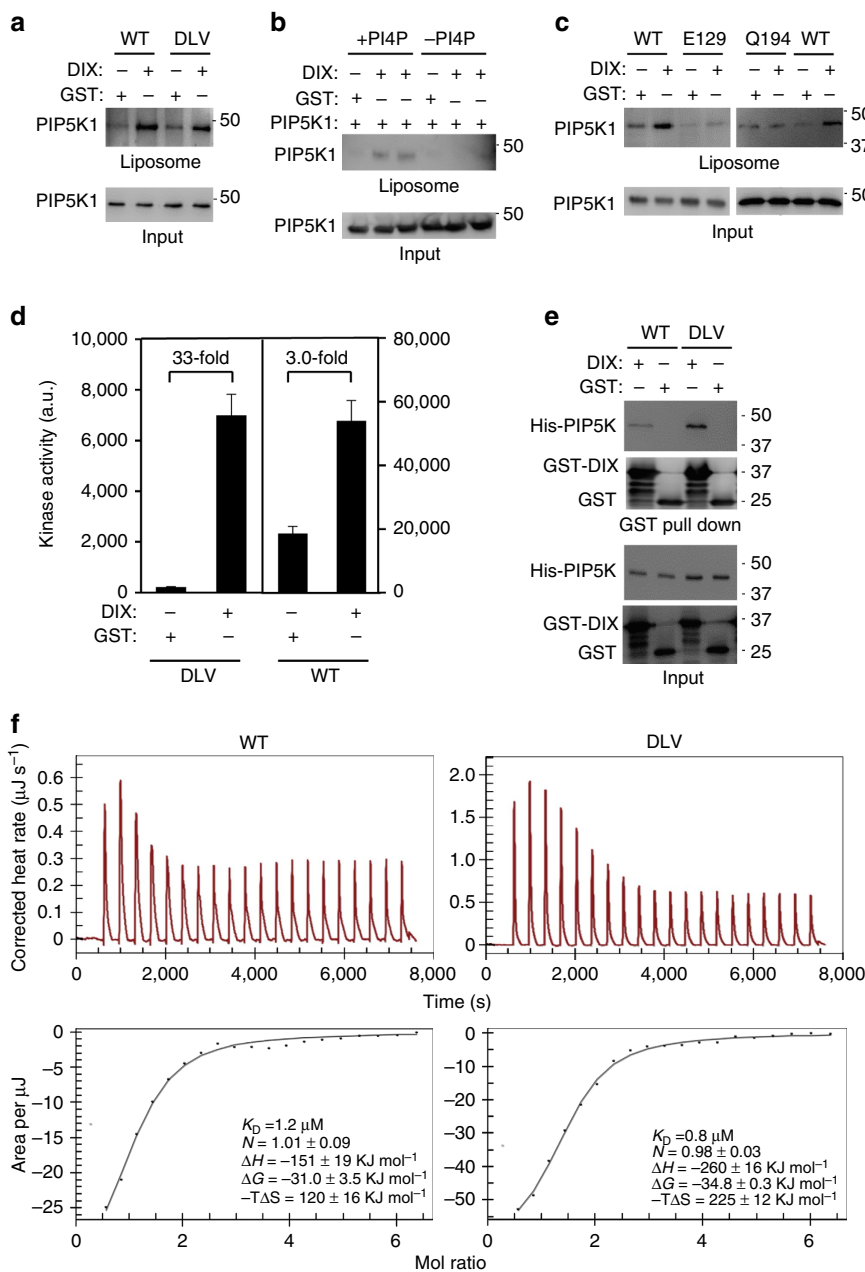 a
WT DLV
DIX: – + – +
GST: + – + –
PIP5K1 - 50
Liposome
PIP5K1 - 50
Input
b
+PI4P –PI4P
DIX: – + + – + +
GST: + – – + – –
PIP5K1: + + + + + +
PIP5K1 - 50
Liposome
PIP5K1 50
Input
c
WT E129 Q194 WT
DIX: – + – + – + – +
GST: + – + – + – + –
PIP5K1
37
Liposome
PIP5K1
Input
d
Kinase activity (a.u.)
10,000 80,000
33-fold 3.0-fold
8,000
60,000
6,000
40,000
4,000
20,000
2,000
0 0
DIX: – + – +
GST: + – + –
DLV WT
e
WT DLV
DIX: + – + –
GST: – + – +
His-PIP5K - 50
- 37
GST-DIX - 37
GST - 25
GST pull down
His-PIP5K - 50
- 37
GST-DIX - 37
GST - 25
Input
f
WT
Corrected heat rate (μJ s⁻¹)
0.6
0.5
0.4
0.3
0.2
0.1
0
0 2,000 4,000 6,000 8,000
DLV
2.0
1.5
1.0
0.5
0
0 2,000 4,000 6,000 8,000
Time (s)
Area per μJ
0
−5
−10
−15
−20
−25
KD =1.2 μM
N = 1.01 ± 0.09
ΔH = −151 ± 19 KJ mol⁻¹
ΔG = −31.0 ± 3.5 KJ mol⁻¹
−TΔS = 120 ± 16 KJ mol⁻¹
0 2 4 6
0
−10
−20
−30
−40
−50
KD =0.8 μM
N = 0.98 ± 0.03
ΔH = −260 ± 16 KJ mol⁻¹
ΔG = −34.8 ± 0.3 KJ mol⁻¹
−TΔS = 225 ± 12 KJ mol⁻¹
0 2 4 6
Mol ratio